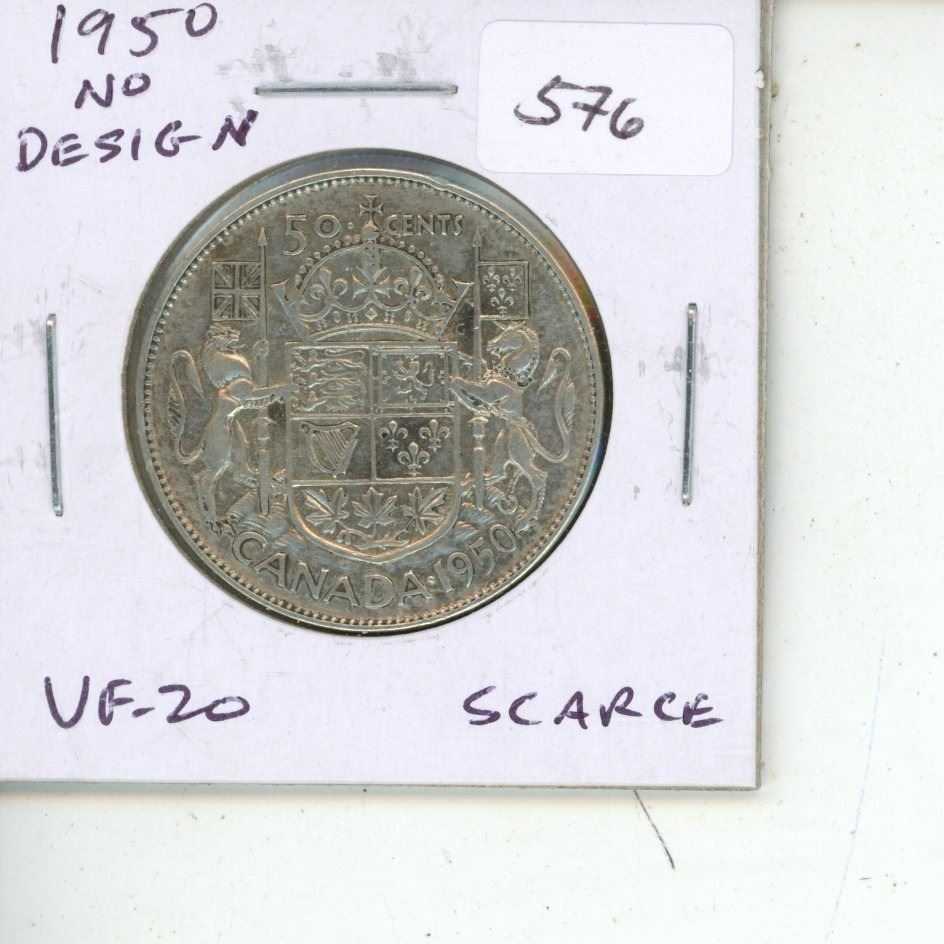 1950
NO
DESIGN
576
50 CENTS
CANADA · 1950
VF-20
SCARCE